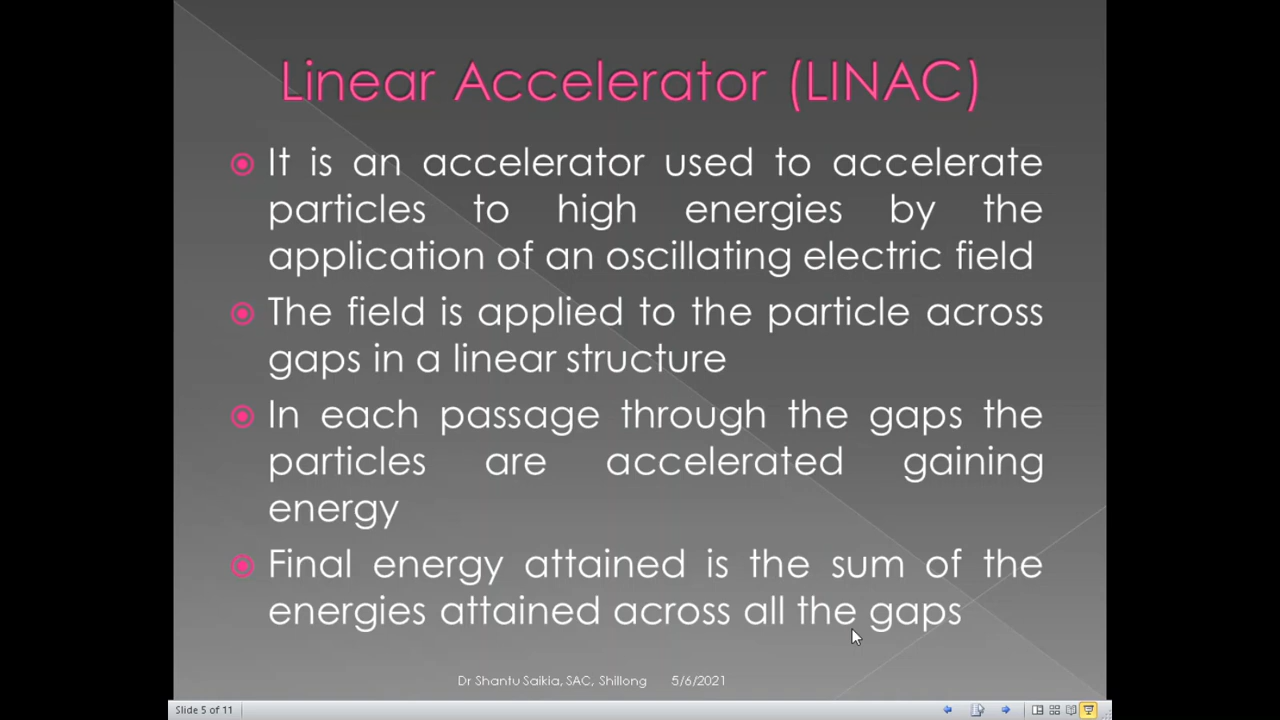 Linear Accelerator (LINAC)
It is an accelerator used to accelerate
particles to high energies by the
application of an oscillating electric field
The field is applied to the particle across
gaps in a linear structure
In each passage through the gaps the
particles are accelerated gaining
energy
Final energy attained is the sum of the
energies attained across all the gaps
Dr Shantu Saikia, SAC, Shillong 5/6/2021
Slide 5 of 11